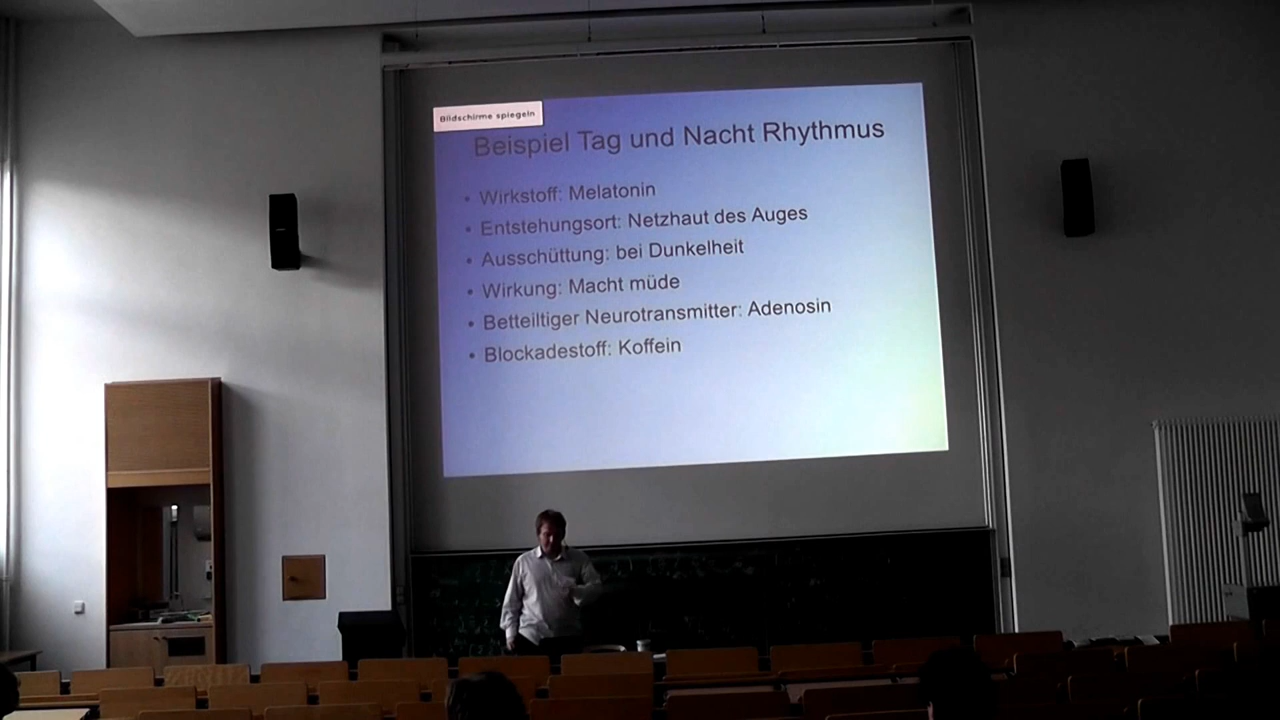 Bildschirme spiegeln
Beispiel Tag und Nacht Rhythmus
• Wirkstoff: Melatonin
• Entstehungsort: Netzhaut des Auges
• Ausschüttung: bei Dunkelheit
• Wirkung: Macht müde
• Betteiltiger Neurotransmitter: Adenosin
• Blockadestoff: Koffein